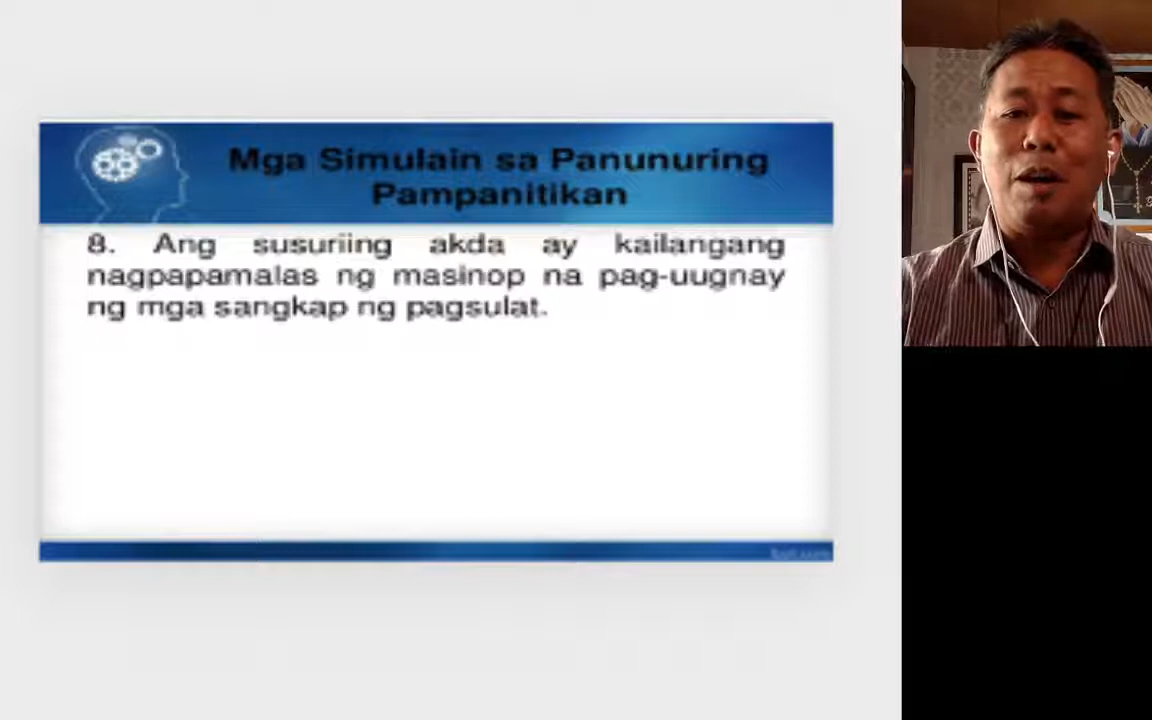 Mga Simulain sa Panunuring
Pampanitikan
8. Ang susuriing akda ay kailangang
nagpapamalas ng masinop na pag-uugnay
ng mga sangkap ng pagsulat.